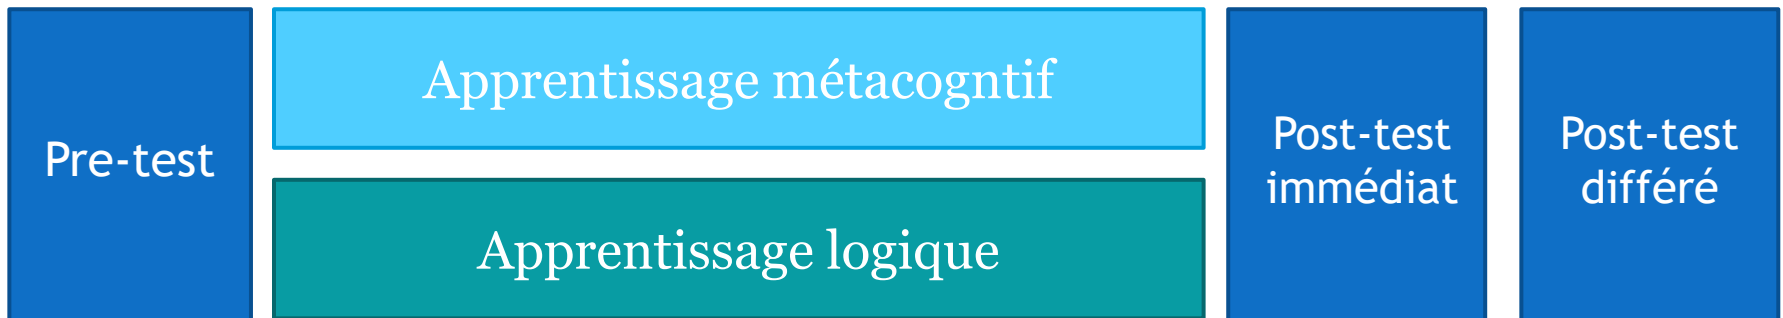 Pre-test
Apprentissage métacogntif
Apprentissage logique
Post-test
immédiat
Post-test
différé